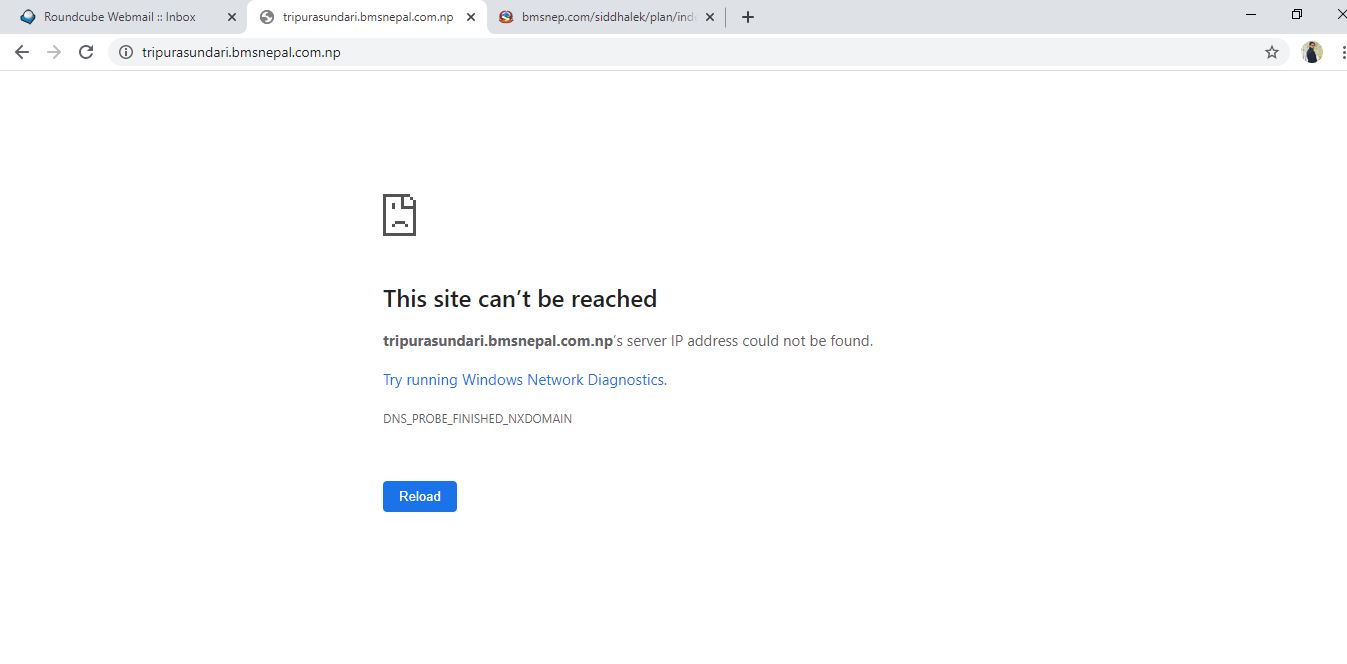 Roundcube Webmail :: Inbox
tripurasundari.bmsnepal.com.np
bmsnep.com/siddhalek/plan/ind
tripurasundari.bmsnepal.com.np
This site can't be reached
tripurasundari.bmsnepal.com.np's server IP address could not be found.
Try running Windows Network Diagnostics.
DNS_PROBE_FINISHED_NXDOMAIN
Reload